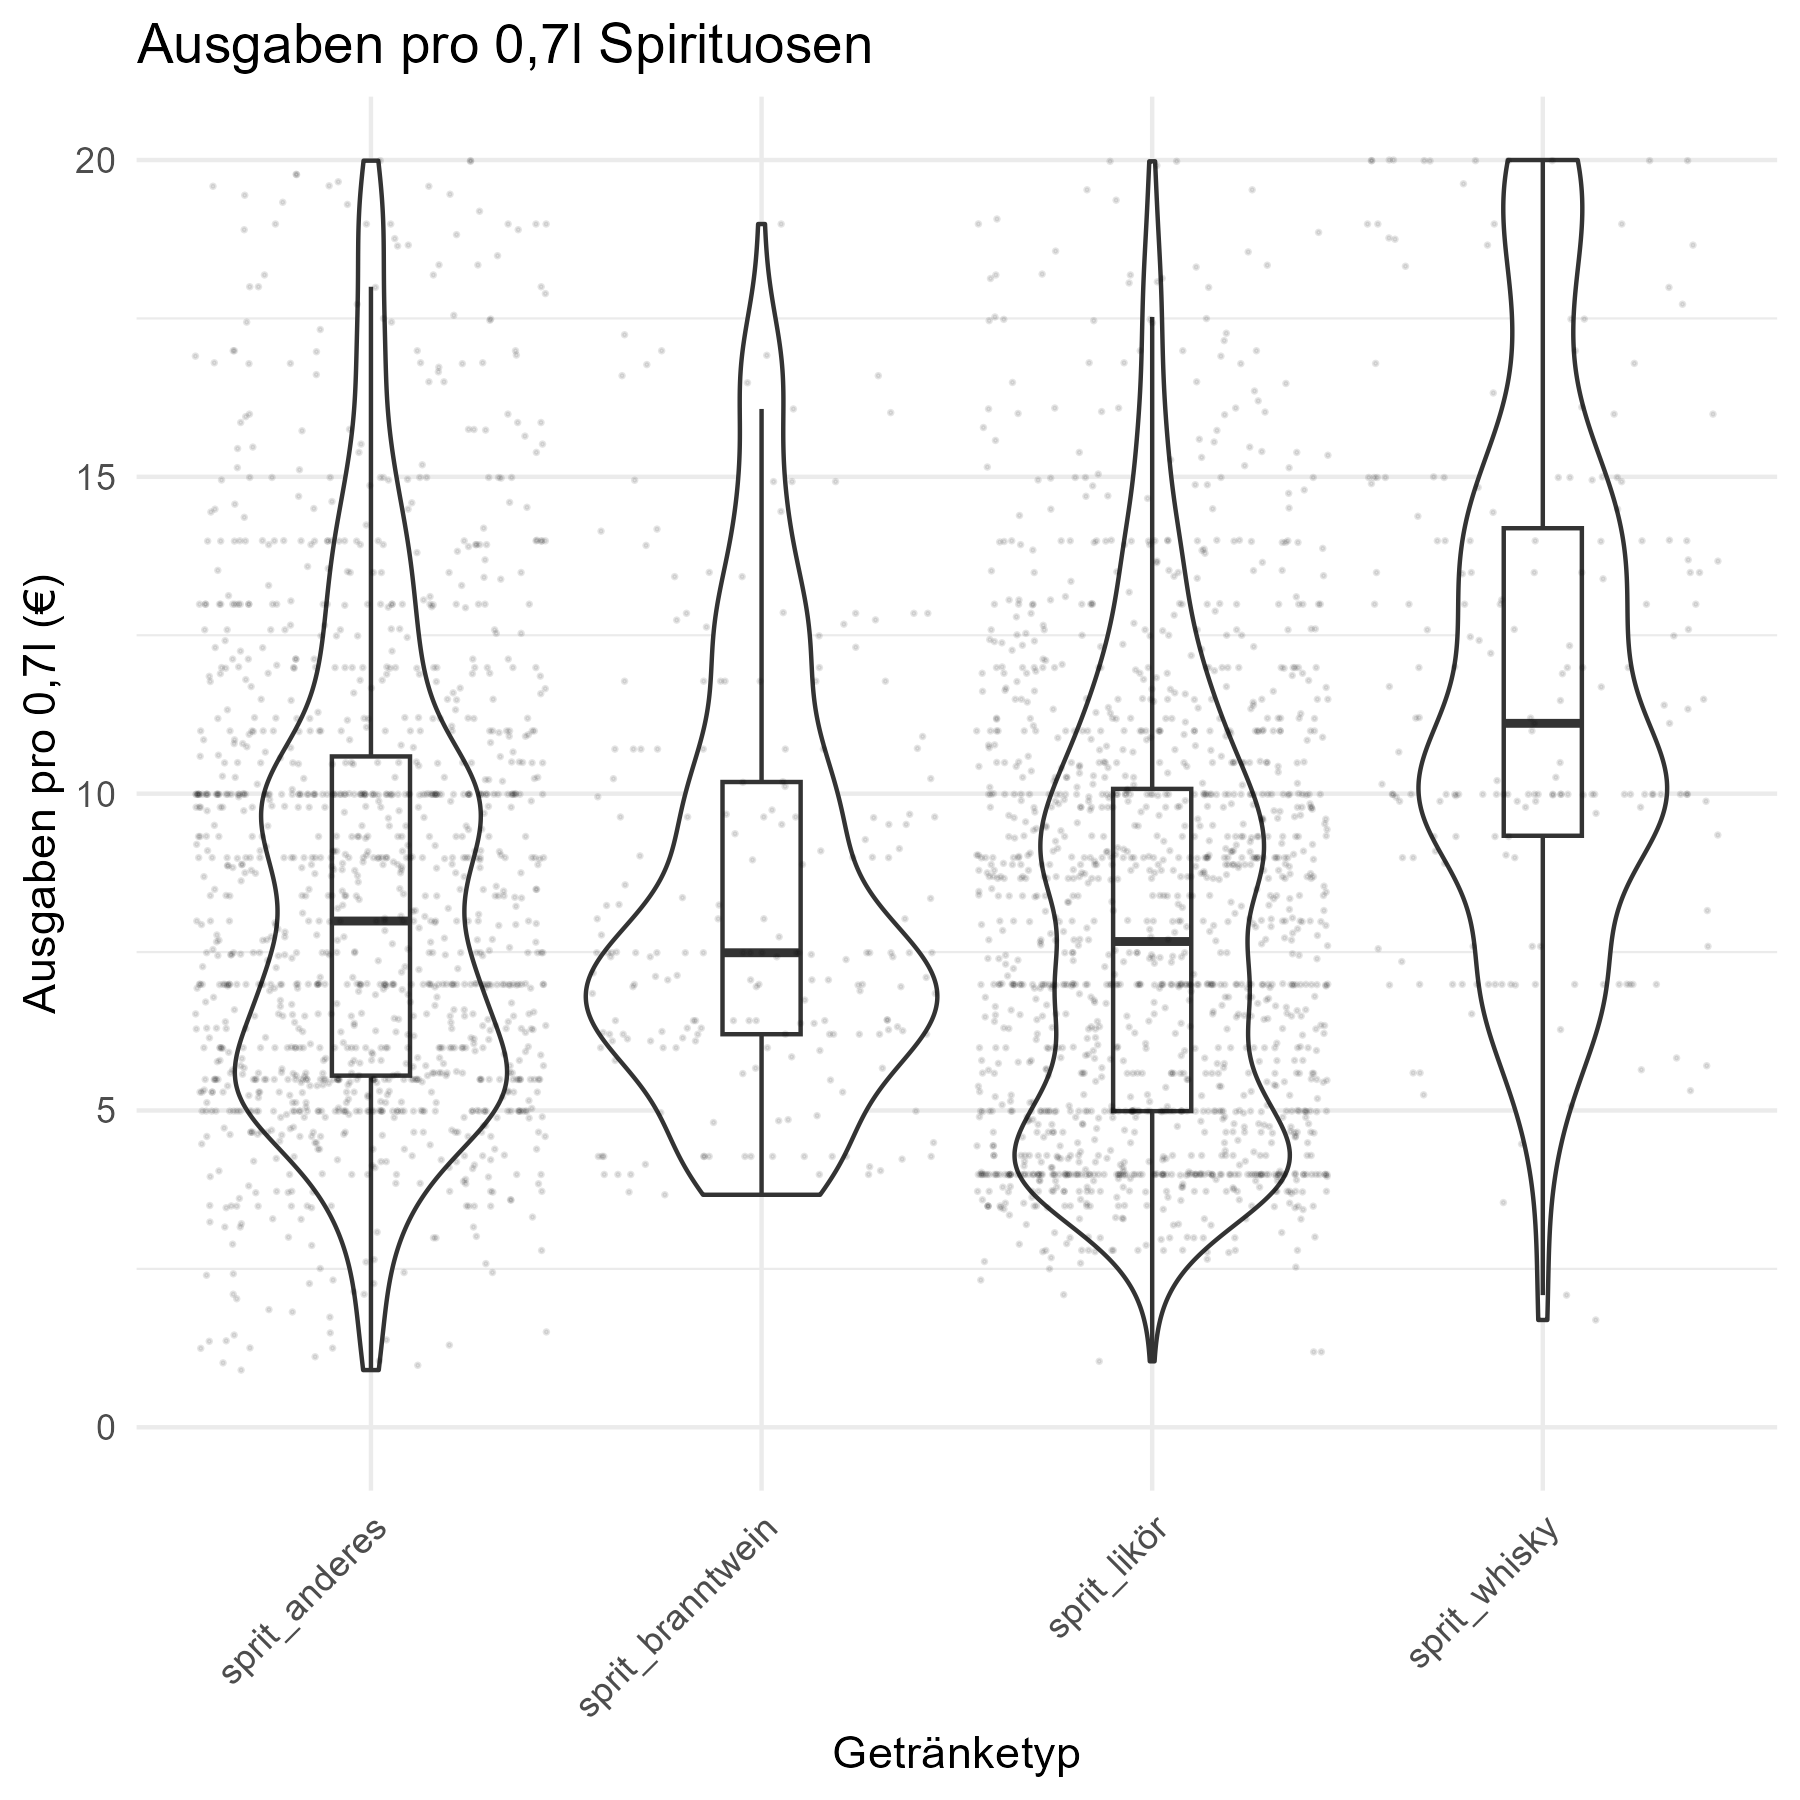 Ausgaben pro 0,7l Spirituosen
Ausgaben pro 0,7l (€)
20
15
10
5
0
sprit_anderes
sprit_branntwein
sprit_likör
sprit_whisky
Getränketyp